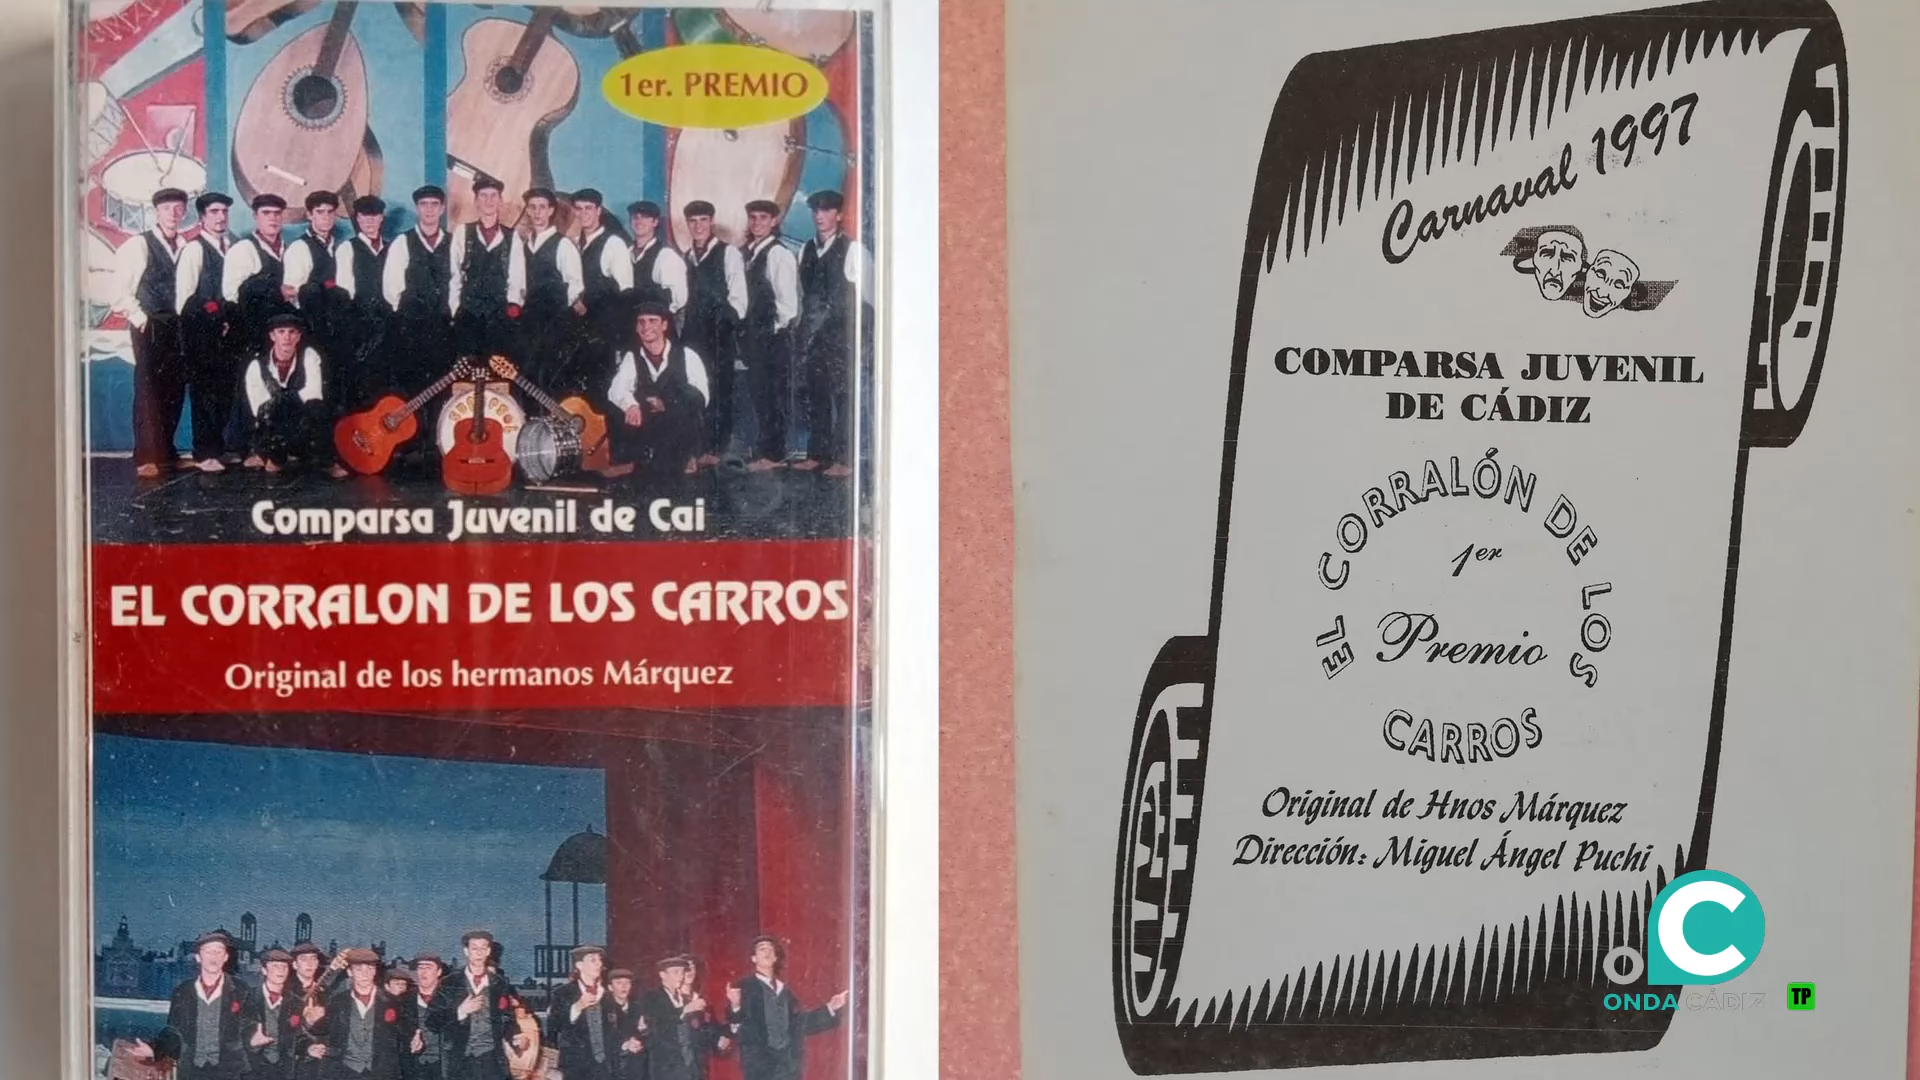 1er. PREMIO
Comparsa Juvenil de Cai
EL CORRALON DE LOS CARROS
Original de los hermanos Márquez
Carnaval 1997
COMPARSA JUVENIL
DE CÁDIZ
EL CORRALÓN DE LOS
1er
Premio
CARROS
Original de Hnos Márquez
Dirección: Miguel Ángel Puchi
O C
ONDA CÁDIZ
TP